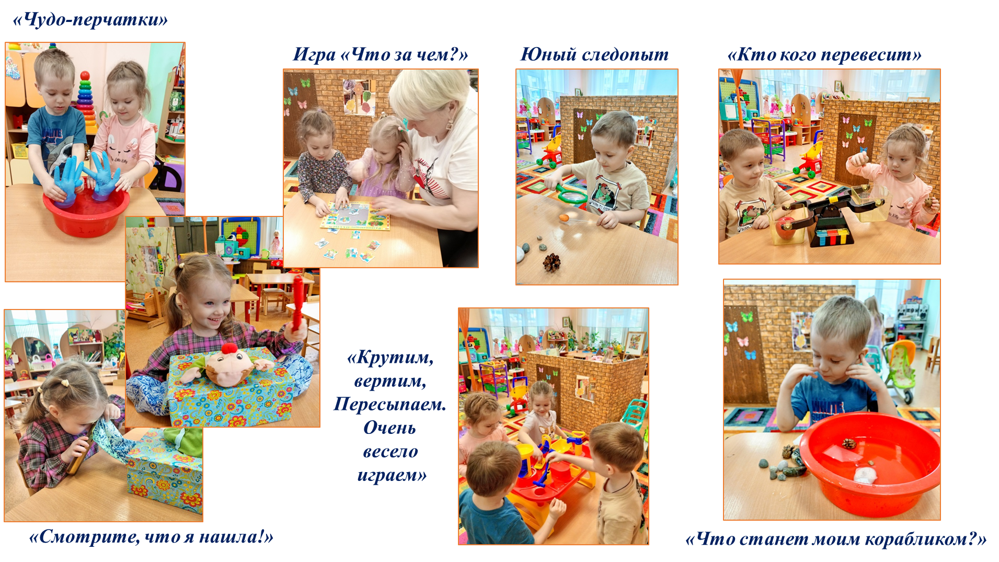 «Чудо-перчатки»
Игра «Что за чем?»
Юный следопыт
«Кто кого перевесит»
«Крутим,
вертим,
Пересыпаем.
Очень
весело
играем»
«Смотрите, что я нашла!»
«Что станет моим корабликом?»